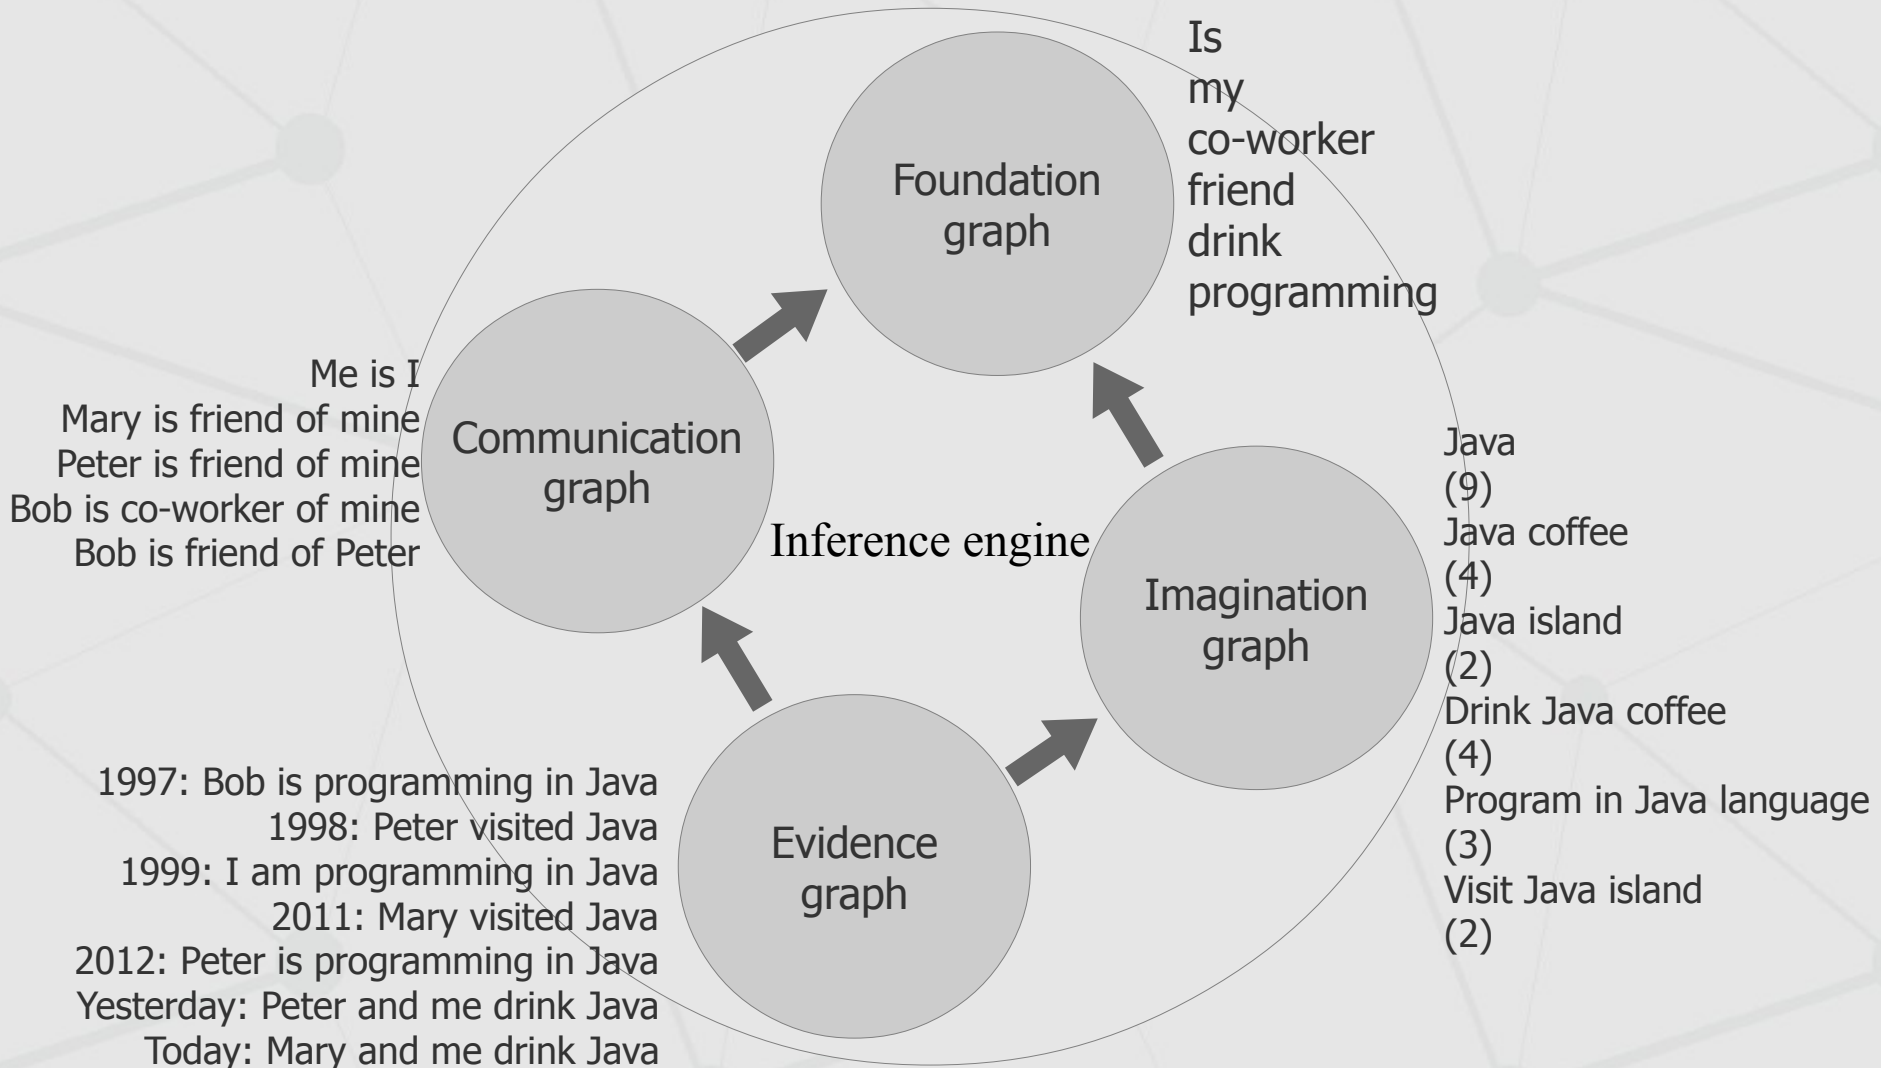 Is
my
co-worker
friend
drink
programming
Foundation
graph
Me is I
Mary is friend of mine
Peter is friend of mine
Bob is co-worker of mine
Bob is friend of Peter
Communication
graph
Inference engine
Imagination
graph
Java
(9)
Java coffee
(4)
Java island
(2)
Drink Java coffee
(4)
Program in Java language
(3)
Visit Java island
(2)
1997: Bob is programming in Java
1998: Peter visited Java
1999: I am programming in Java
2011: Mary visited Java
2012: Peter is programming in Java
Yesterday: Peter and me drink Java
Today: Mary and me drink Java
Evidence
graph